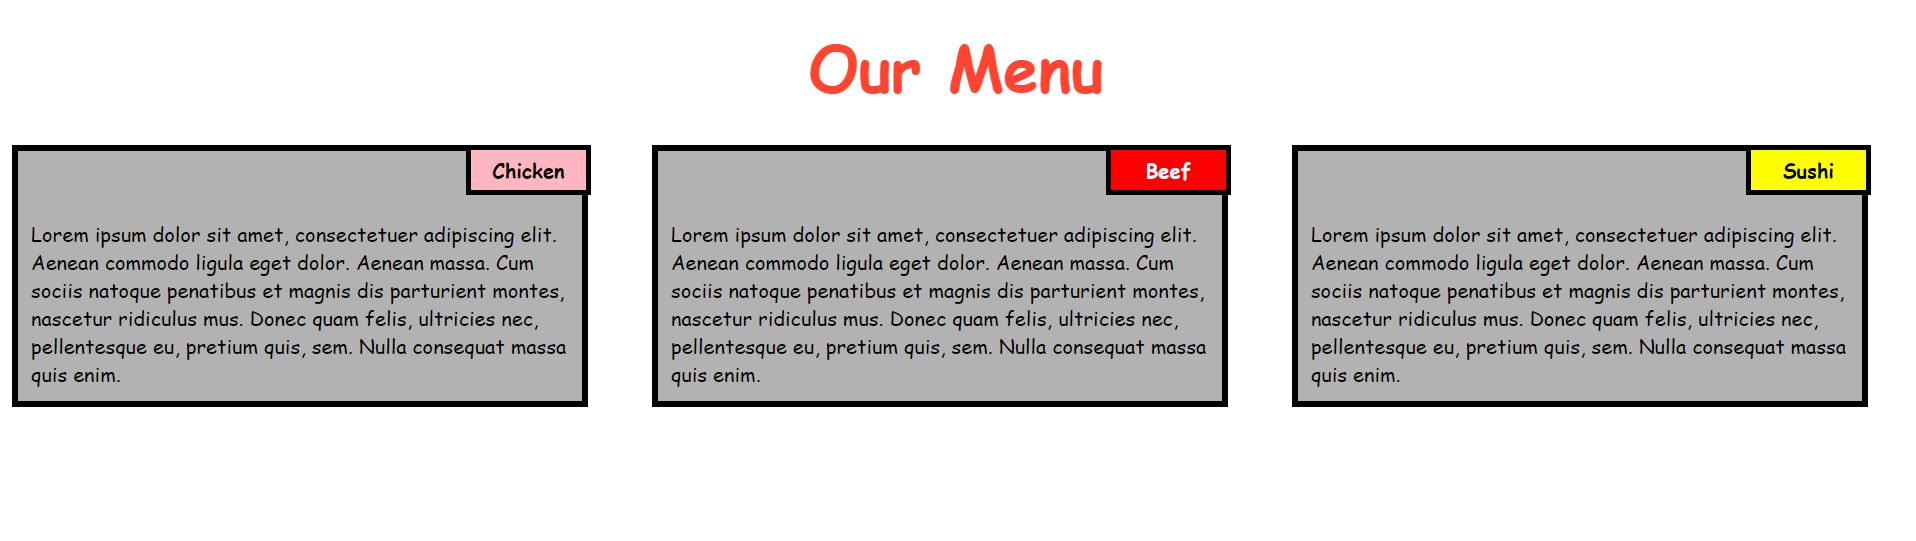 Our Menu
Chicken
Lorem ipsum dolor sit amet, consectetuer adipiscing elit.
Aenean commodo ligula eget dolor. Aenean massa. Cum
sociis natoque penatibus et magnis dis parturient montes,
nascetur ridiculus mus. Donec quam felis, ultricies nec,
pellentesque eu, pretium quis, sem. Nulla consequat massa
quis enim.
Beef
Lorem ipsum dolor sit amet, consectetuer adipiscing elit.
Aenean commodo ligula eget dolor. Aenean massa. Cum
sociis natoque penatibus et magnis dis parturient montes,
nascetur ridiculus mus. Donec quam felis, ultricies nec,
pellentesque eu, pretium quis, sem. Nulla consequat massa
quis enim.
Sushi
Lorem ipsum dolor sit amet, consectetuer adipiscing elit.
Aenean commodo ligula eget dolor. Aenean massa. Cum
sociis natoque penatibus et magnis dis parturient montes,
nascetur ridiculus mus. Donec quam felis, ultricies nec,
pellentesque eu, pretium quis, sem. Nulla consequat massa
quis enim.